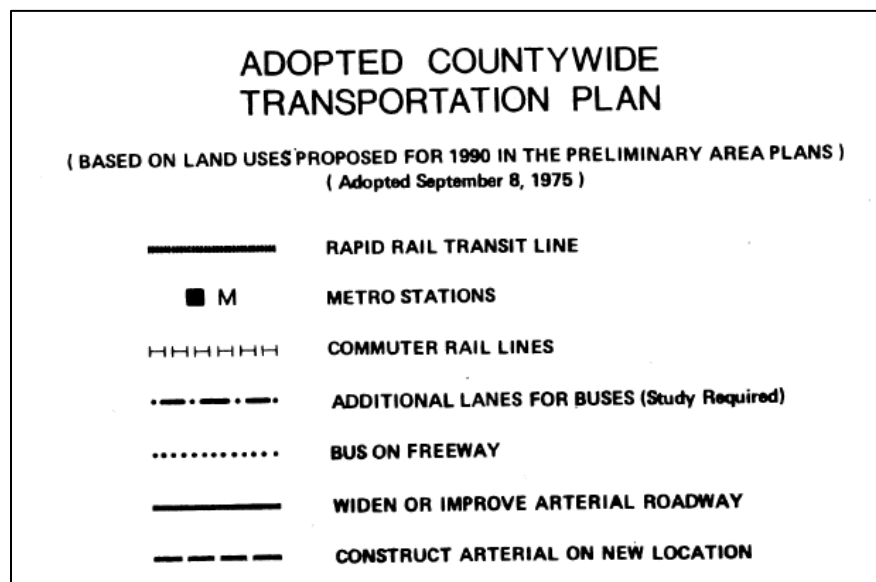 ADOPTED COUNTYWIDE
TRANSPORTATION PLAN
( BASED ON LAND USES PROPOSED FOR 1990 IN THE PRELIMINARY AREA PLANS )
( Adopted September 8, 1975 )
RAPID RAIL TRANSIT LINE
M METRO STATIONS
COMMUTER RAIL LINES
ADDITIONAL LANES FOR BUSES (Study Required)
BUS ON FREEWAY
WIDEN OR IMPROVE ARTERIAL ROADWAY
CONSTRUCT ARTERIAL ON NEW LOCATION